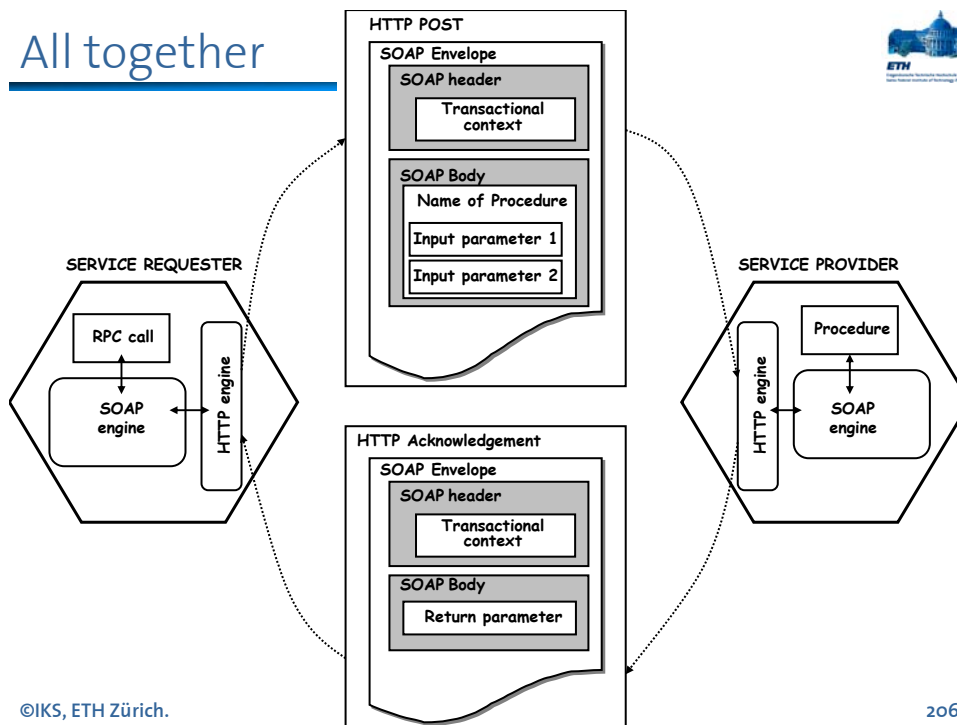 All together
ETH
HTTP POST
SOAP Envelope
SOAP header
Transactional
context
SOAP Body
Name of Procedure
Input parameter 1
Input parameter 2
SERVICE REQUESTER
RPC call
SOAP
engine
HTTP engine
SERVICE PROVIDER
Procedure
HTTP engine
SOAP
engine
HTTP Acknowledgement
SOAP Envelope
SOAP header
Transactional
context
SOAP Body
Return parameter
©IKS, ETH Zürich.
206